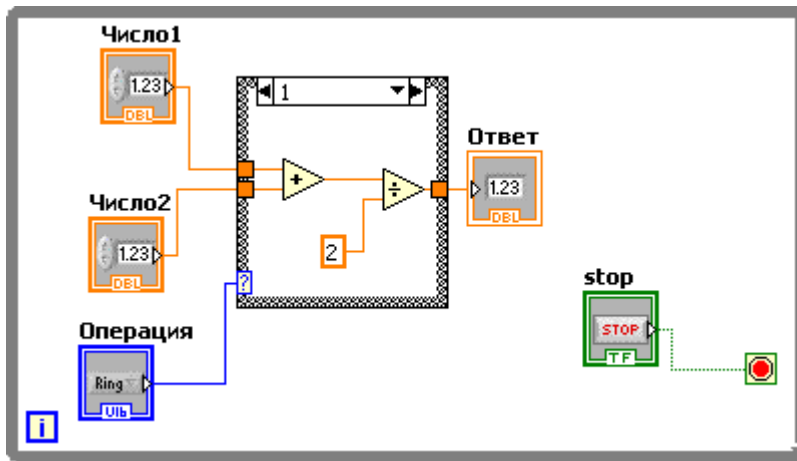 Число1
1.23
DBL
1
Ответ
+
÷
1.23
DBL
Число2
1.23
DBL
2
?
stop
STOP
TF
Операция
Ring
U16
i